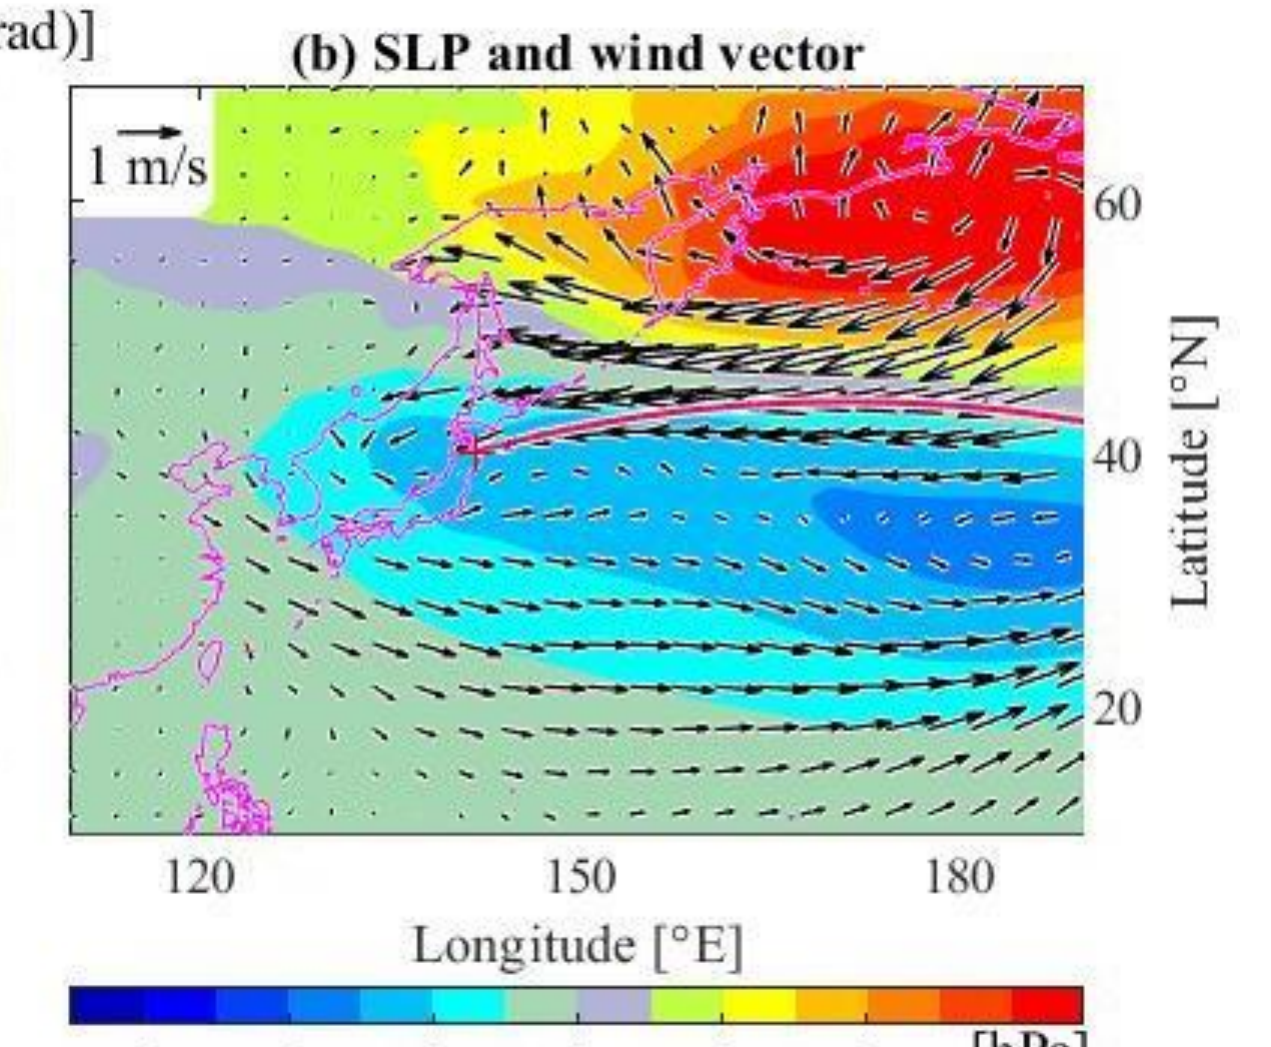 rad)]
(b) SLP and wind vector
1 m/s
60
40
20
Latitude [°N]
120
150
180
Longitude [°E]
[hPa]